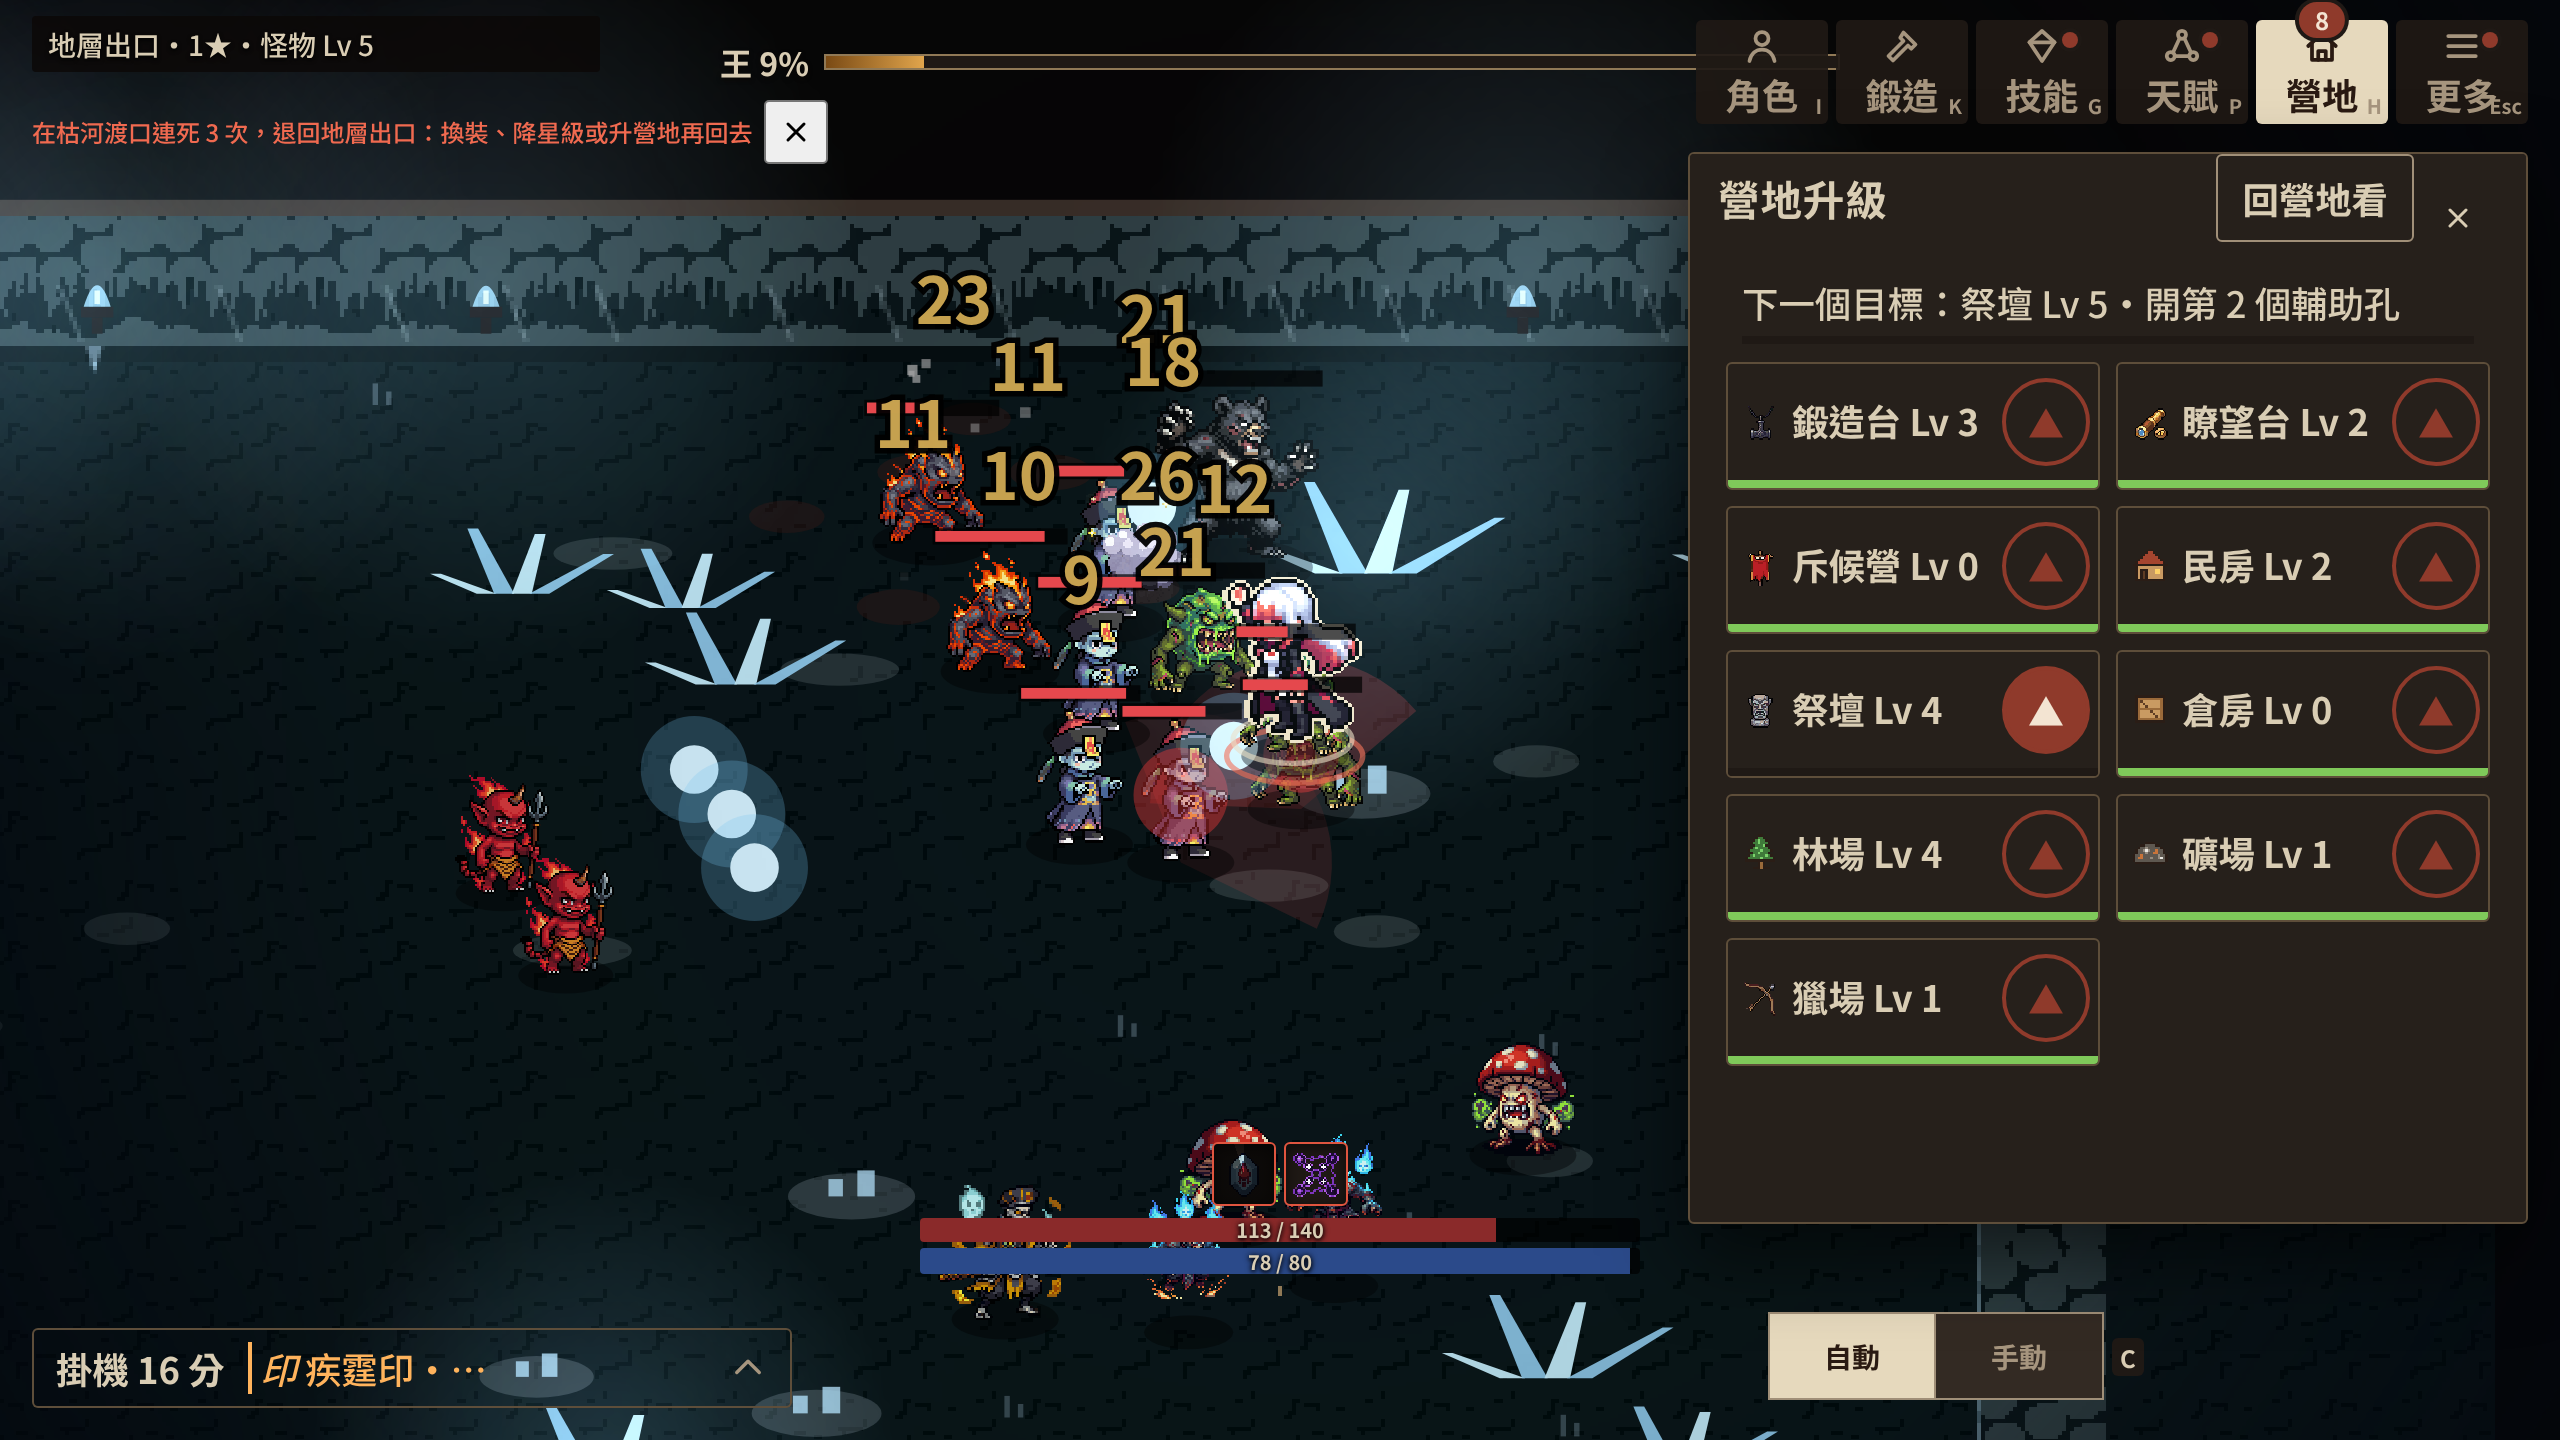 地層出口・1★・怪物 Lv 5
王 9%
在枯河渡口連死 3 次，退回地層出口：換裝、降星級或升營地再回去
角色 I
鍛造 K
技能 G
天賦 P
8
營地 H
更多 Esc
營地升級
回營地看
下一個目標：祭壇 Lv 5・開第 2 個輔助孔
鍛造台 Lv 3
瞭望台 Lv 2
斥候營 Lv 0
民房 Lv 2
祭壇 Lv 4
倉房 Lv 0
林場 Lv 4
礦場 Lv 1
獵場 Lv 1
23
21
11
18
11
10
26
12
21
9
113 / 140
78 / 80
掛機 16 分
印 疾霆印・…
自動
手動
C